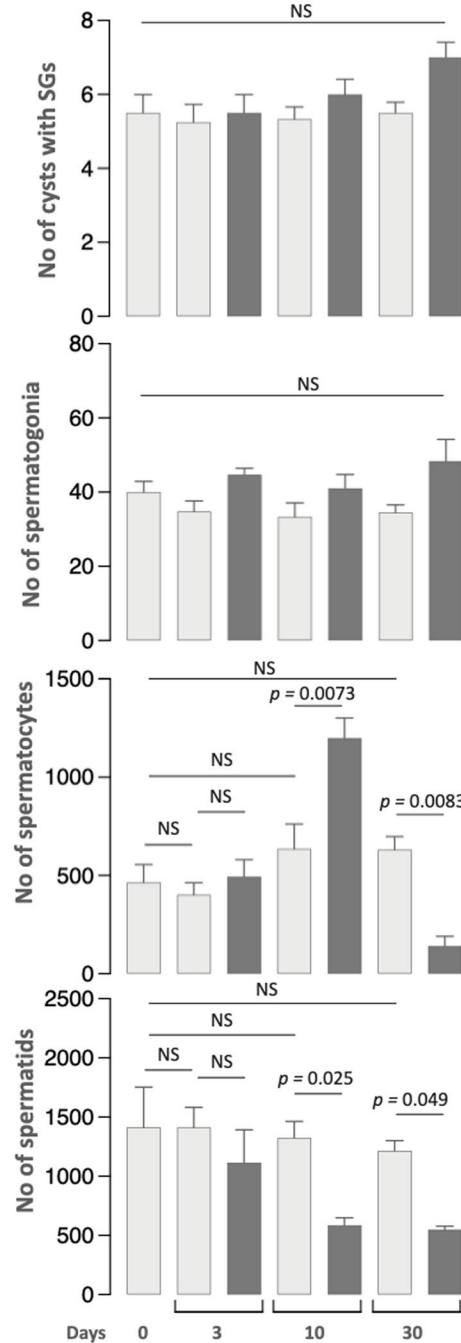 NS
8
6
4
2
0
No of cysts with SGs
80
NS
60
40
20
0
No of spermatogonia
NS
1500
p = 0.0073
1000
NS
NS
p = 0.0083
NS
500
0
No of spermatocytes
2500
NS
NS
2000
NS
NS
p = 0.025
p = 0.049
1500
1000
500
0
No of spermatids
Days 0 3 10 30